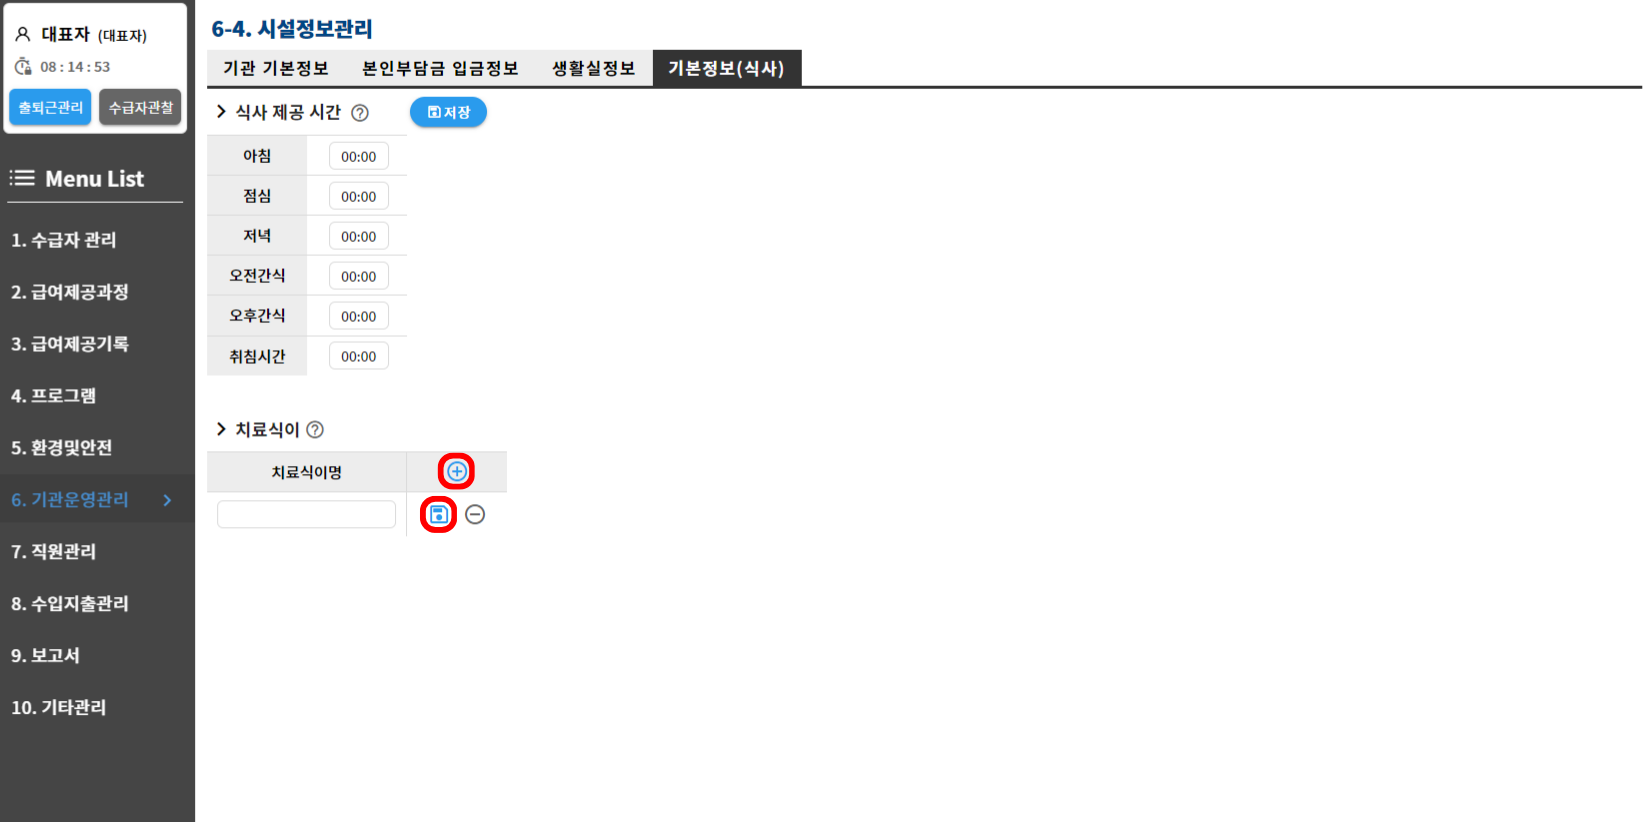 대표자 (대표자)
08 : 14 : 53
출퇴근관리 수급자관찰
Menu List
1. 수급자 관리
2. 급여제공과정
3. 급여제공기록
4. 프로그램
5. 환경및안전
6. 기관운영관리
7. 직원관리
8. 수입지출관리
9. 보고서
10. 기타관리
6-4. 시설정보관리
기관 기본정보 본인부담금 입금정보 생활실정보 기본정보(식사)
식사 제공 시간 ? 저장
아침 00:00
점심 00:00
저녁 00:00
오전간식 00:00
오후간식 00:00
취침시간 00:00
치료식이 ?
치료식이명